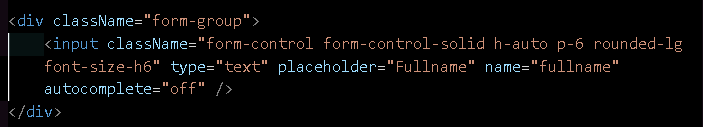 <div className="form-group">
<input className="form-control form-control-solid h-auto p-6 rounded-lg
font-size-h6" type="text" placeholder="Fullname" name="fullname"
autocomplete="off" />
</div>